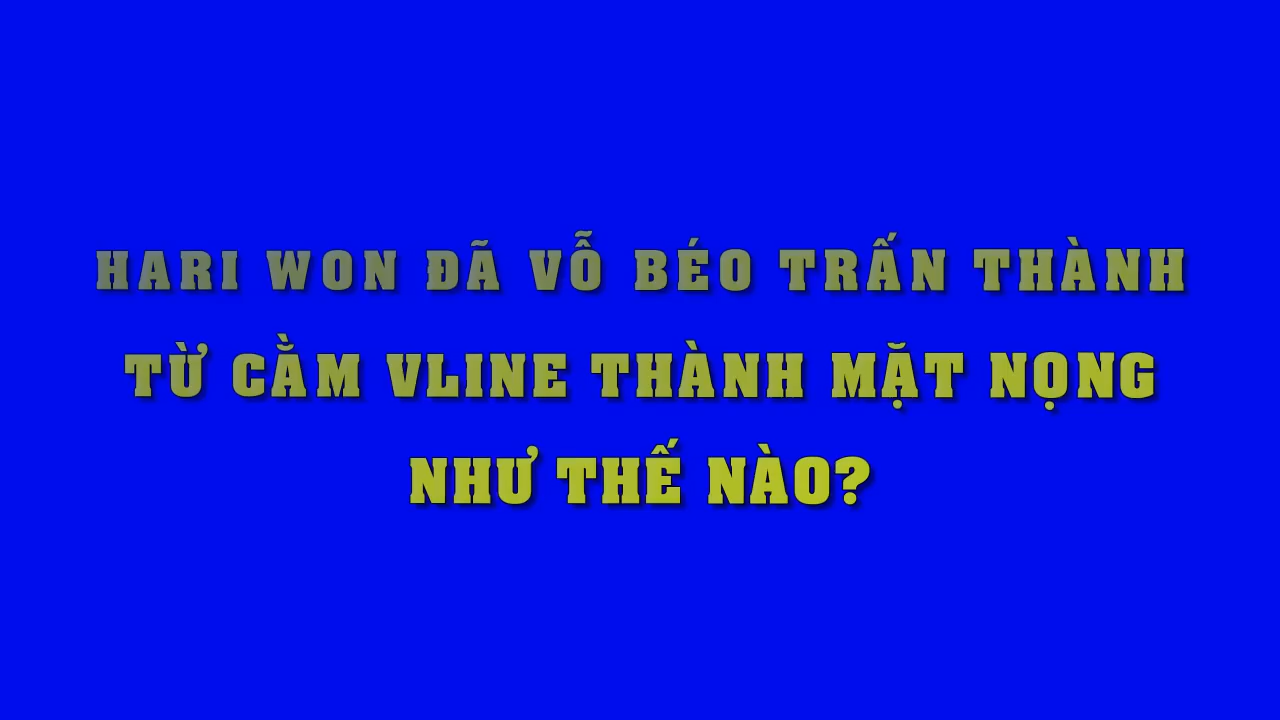 HARI WON ĐÃ VỖ BÉO TRẤN THÀNH
TỪ CẰM VLINE THÀNH MẶT NỌNG
NHƯ THẾ NÀO?